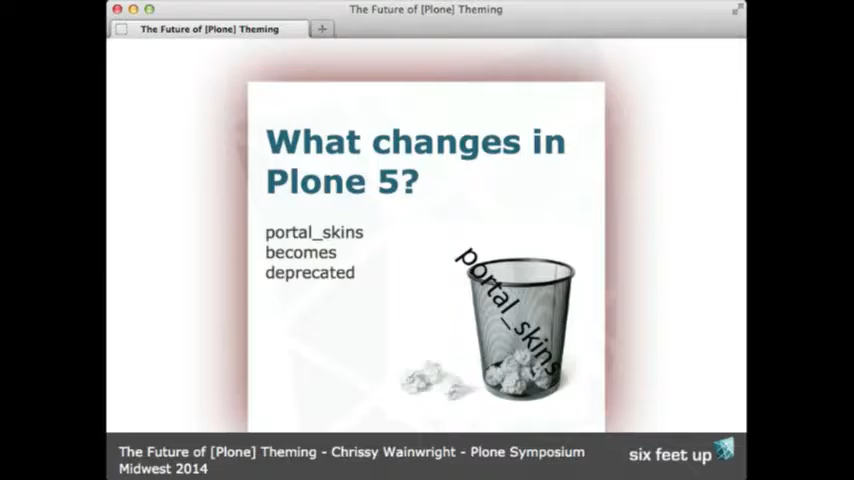 The Future of [Plone] Theming
The Future of [Plone] Theming
What changes in
Plone 5?
portal_skins
becomes
deprecated
portal_skins
The Future of [Plone] Theming - Chrissy Wainwright - Plone Symposium
Midwest 2014
six feet up